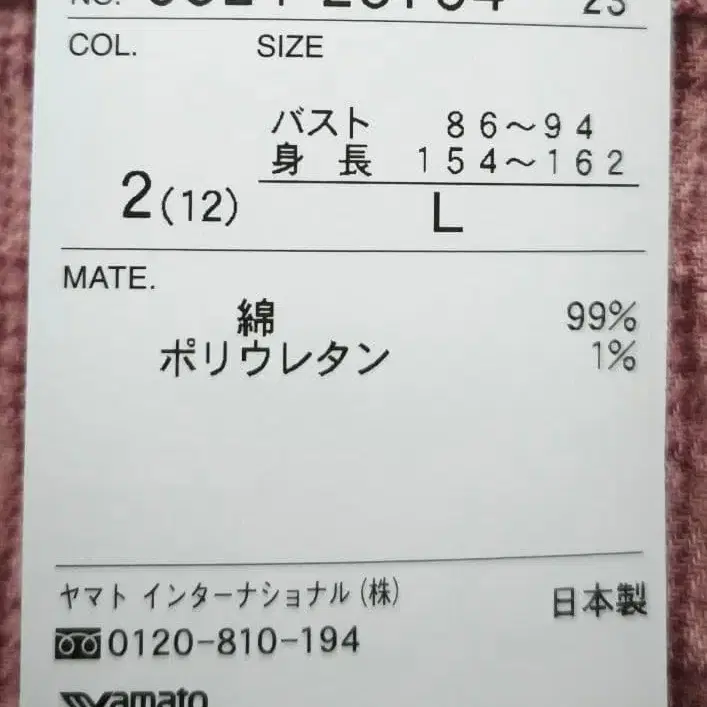 NO.
COL. SIZE
バスト 86～94
身 長 154～162
2(12) L
MATE.
綿 99%
ポリウレタン 1%
ヤマト インターナショナル(株) 日本製
0120-810-194
Yamato